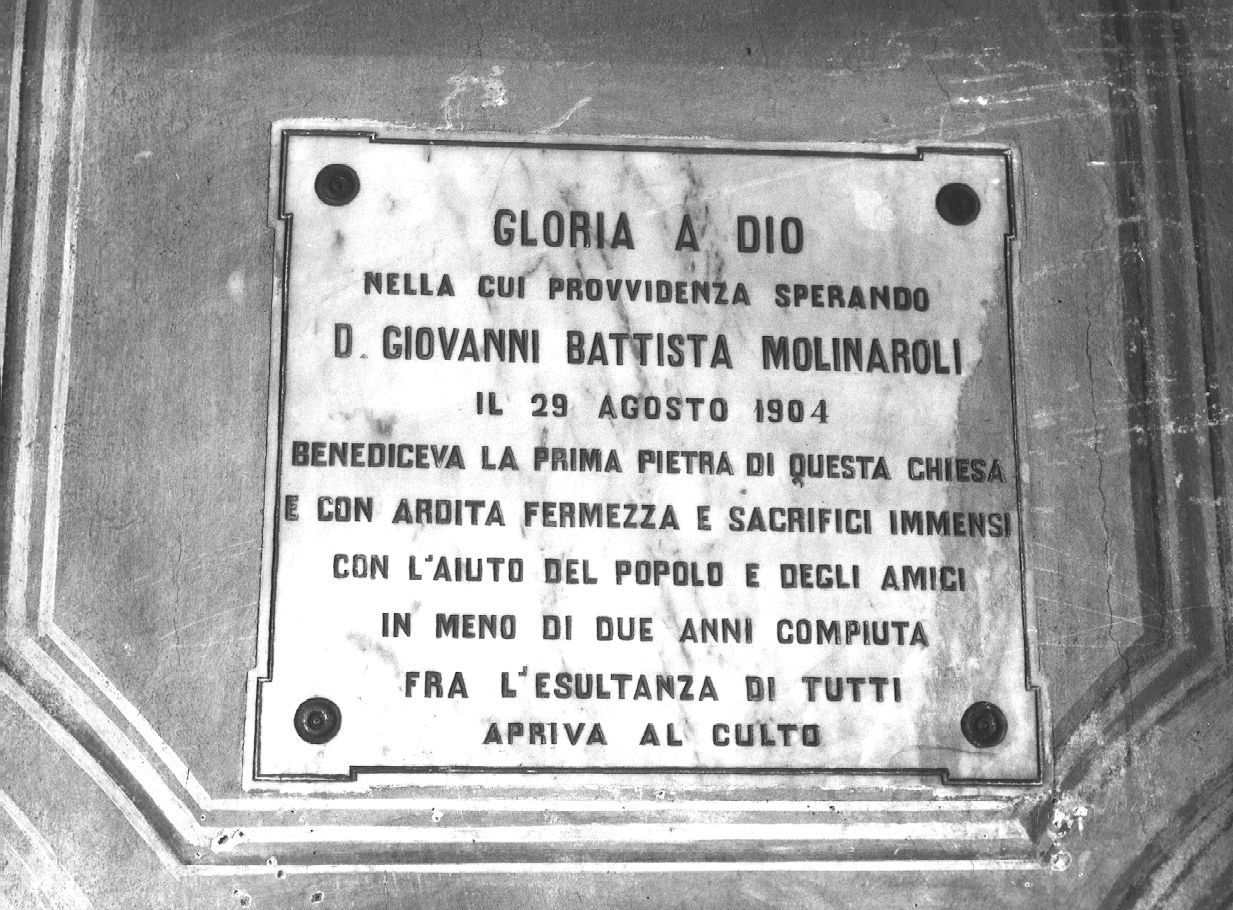 GLORIA A DIO
NELLA CUI PROVVIDENZA SPERANDO
D. GIOVANNI BATTISTA MOLINAROLI
IL 29 AGOSTO 1904
BENEDICEVA LA PRIMA PIETRA DI QUESTA CHIESA
E CON ARDITA FERMEZZA E SACRIFICI IMMENSI
CON L'AIUTO DEL POPOLO E DEGLI AMICI
IN MENO DI DUE ANNI COMPIUTA
FRA L'ESULTANZA DI TUTTI
APRIVA AL CULTO